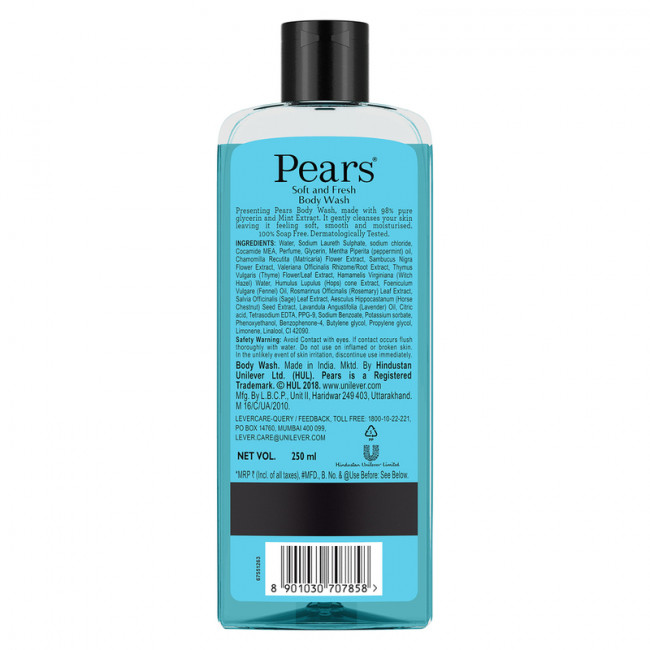 Pears®
Soft and Fresh
Body Wash
Presenting Pears Body Wash, made with 98% pure
glycerin and Mint Extract. It gently cleanses your skin
leaving it feeling soft, smooth and moisturised.
100% Soap Free. Dermatologically Tested.
INGREDIENTS: Water, Sodium Laureth Sulphate, sodium chloride,
Cocamide MEA, Perfume, Glycerin, Mentha Piperita (peppermint) oil,
Chamomilla Recutita (Matricaria) Flower Extract, Sambucus Nigra
Flower Extract, Valeriana Officinalis Rhizome/Root Extract, Thymus
Vulgaris (Thyme) Flower/Leaf Extract, Hamamelis Virginiana (Witch
Hazel) Water, Humulus Lupulus (Hops) cone Extract, Foeniculum
Vulgare (Fennel) Oil, Rosmarinus Officinalis (Rosemary) Leaf Extract,
Salvia Officinalis (Sage) Leaf Extract, Aesculus Hippocastanum (Horse
Chestnut) Seed Extract, Lavandula Angustifolia (Lavender) Oil, Citric
acid, Tetrasodium EDTA, PPG-9, Sodium Benzoate, Potassium sorbate,
Phenoxyethanol, Benzophenone-4, Butylene glycol, Propylene glycol,
Limonene, Linalool, CI 42090.
Safety Warning: Avoid Contact with eyes. If contact occurs flush
thoroughly with water. Do not use on inflamed or broken skin.
In the unlikely event of skin irritation, discontinue use immediately.
Body Wash. Made in India. Mktd. By Hindustan
Unilever Ltd. (HUL). Pears is a Registered
Trademark. © HUL 2018. www.unilever.com
Mfg. By L.B.C.P., Unit II, Haridwar 249 403, Uttarakhand.
M 16/C/UA/2010.
LEVERCARE-QUERY / FEEDBACK, TOLL FREE: 1800-10-22-221,
PO BOX 14760, MUMBAI 400 099,
LEVER.CARE@UNILEVER.COM
PP
NET VOL. 250 ml
Hindustan Unilever Limited
*MRP ₹ (Incl. of all taxes), #MFD., B. No. & @Use Before: See Below.
67551263
8 901030 707858 >